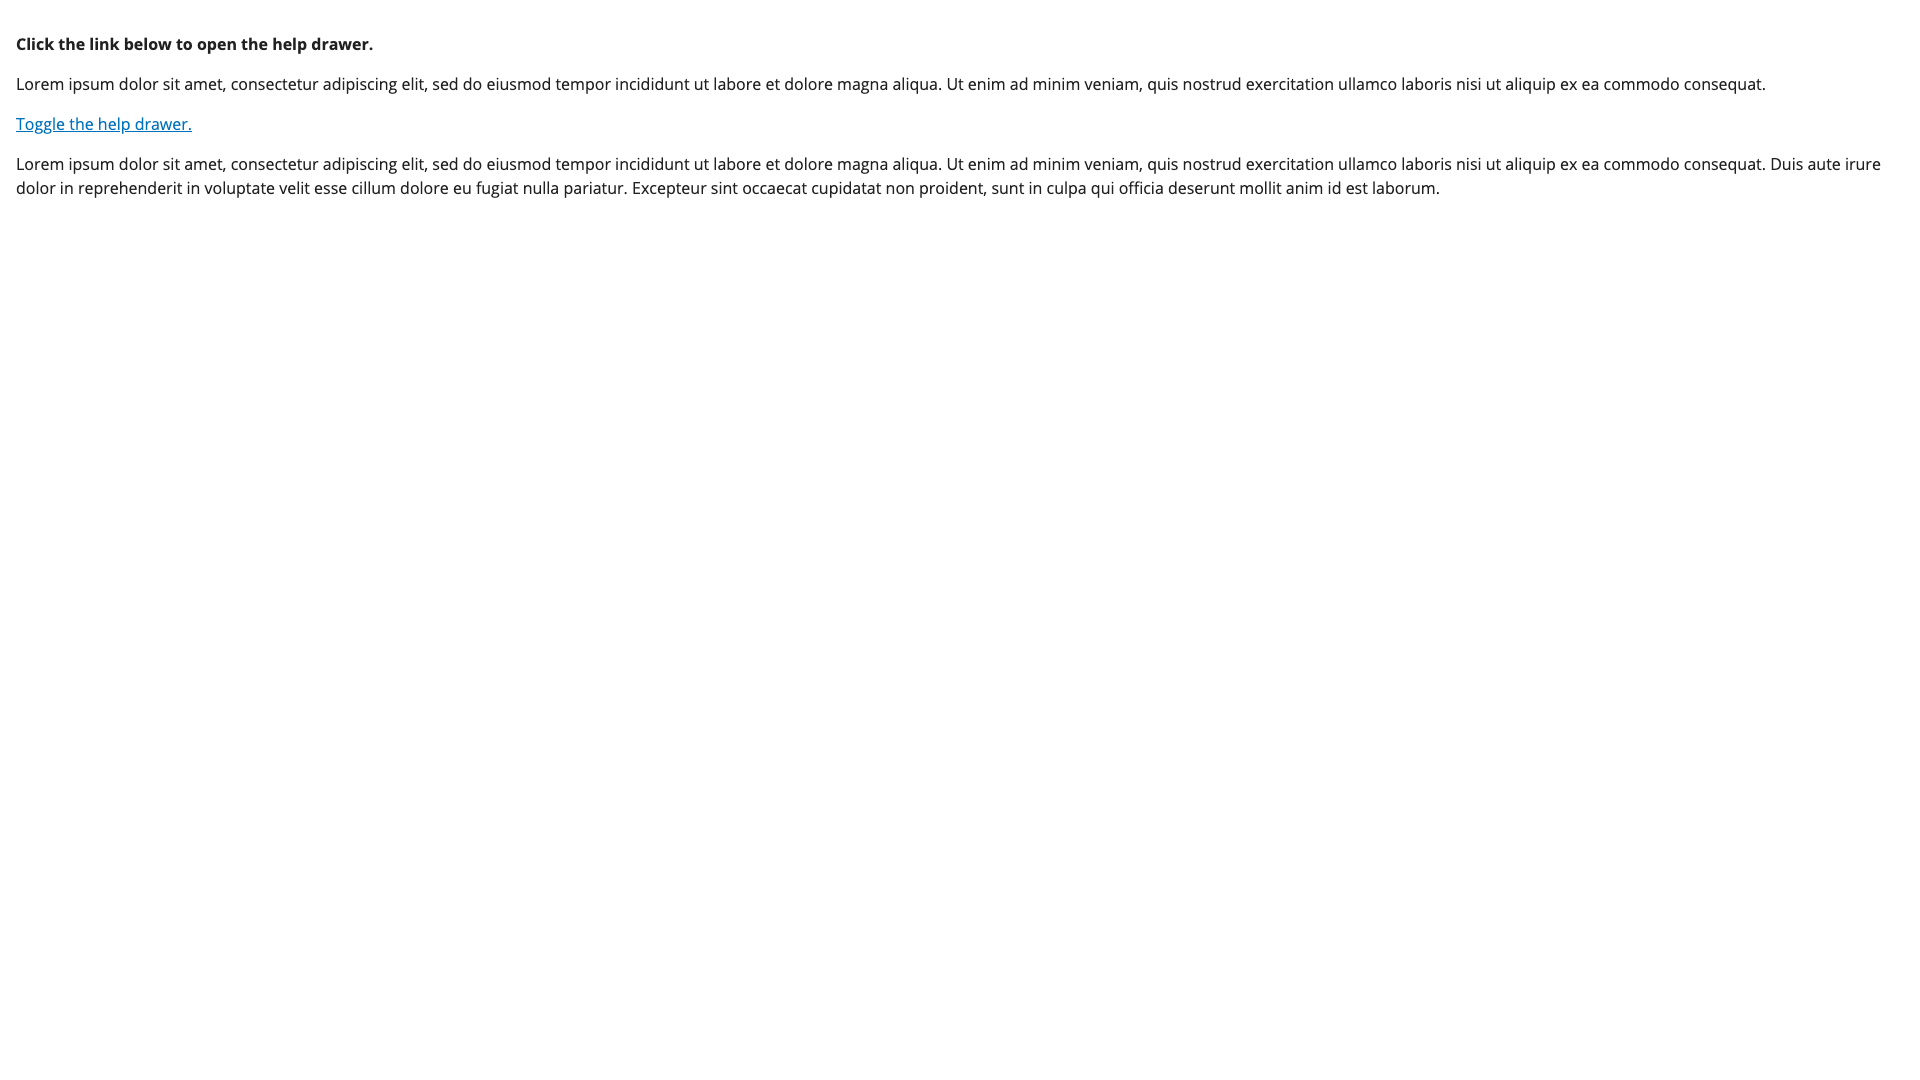 Click the link below to open the help drawer.
Lorem ipsum dolor sit amet, consectetur adipiscing elit, sed do eiusmod tempor incididunt ut labore et dolore magna aliqua. Ut enim ad minim veniam, quis nostrud exercitation ullamco laboris nisi ut aliquip ex ea commodo consequat.
Toggle the help drawer.
Lorem ipsum dolor sit amet, consectetur adipiscing elit, sed do eiusmod tempor incididunt ut labore et dolore magna aliqua. Ut enim ad minim veniam, quis nostrud exercitation ullamco laboris nisi ut aliquip ex ea commodo consequat. Duis aute irure
dolor in reprehenderit in voluptate velit esse cillum dolore eu fugiat nulla pariatur. Excepteur sint occaecat cupidatat non proident, sunt in culpa qui officia deserunt mollit anim id est laborum.